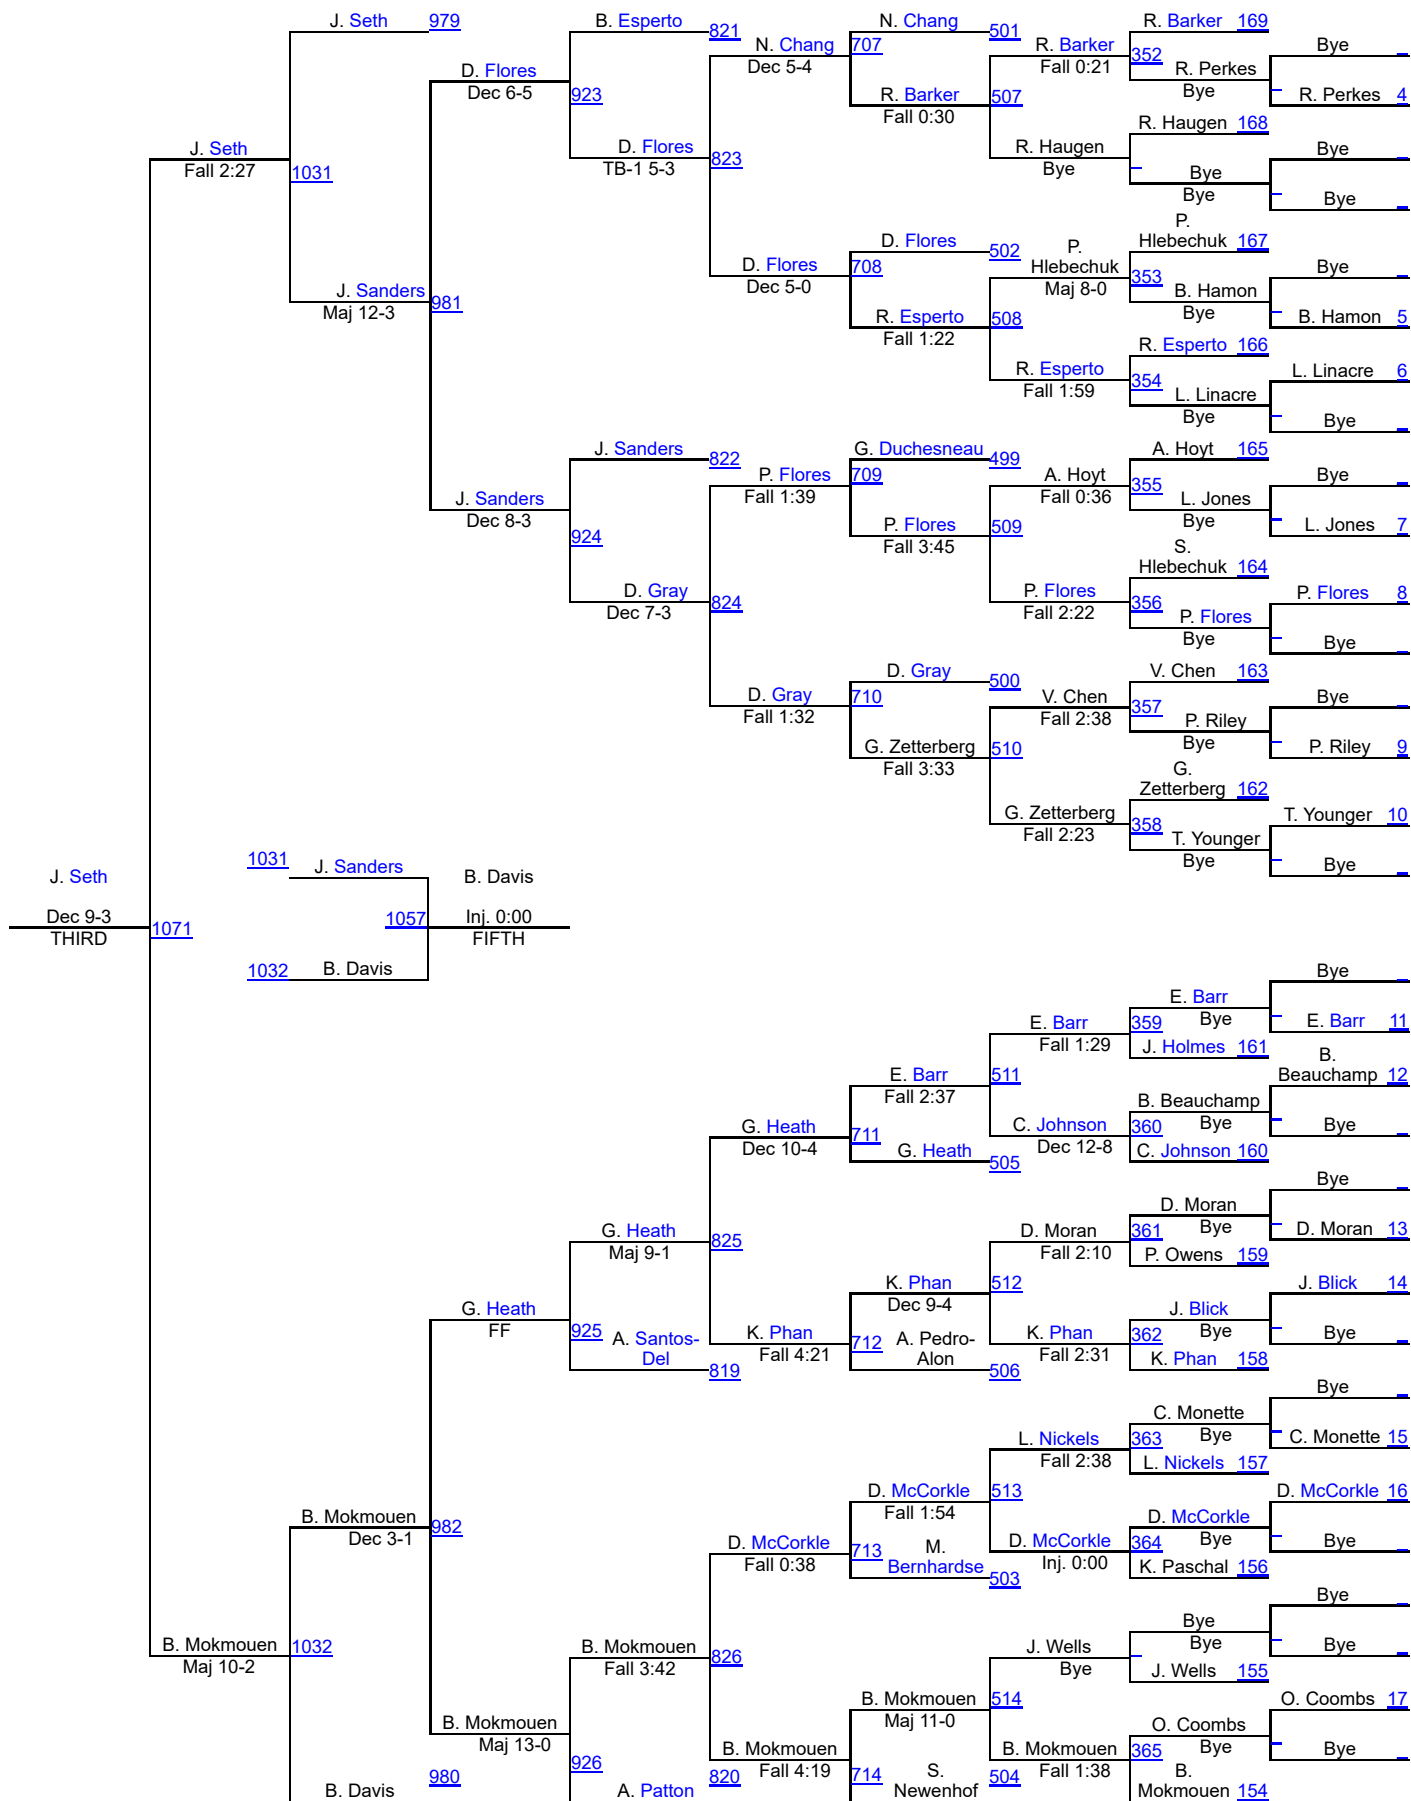 J. Seth 979
B. Esperto 821
N. Chang 501
R. Barker 169
Bye
D. Flores
Dec 6-5
923
N. Chang
Dec 5-4
707
R. Barker
Fall 0:21
352
R. Perkes
Bye
R. Perkes 4
R. Barker
Fall 0:30
507
R. Haugen 168
J. Seth
Fall 2:27
1031
D. Flores
TB-1 5-3
823
R. Haugen
Bye
Bye
Bye
Bye
Bye
P.
Hlebechuk 167
D. Flores 502
P.
Hlebechuk
Maj 8-0
353
Bye
D. Flores
Dec 5-0
708
B. Hamon
Bye
B. Hamon 5
J. Sanders
Maj 12-3
981
R. Esperto
Fall 1:22
508
R. Esperto 166
R. Esperto
Fall 1:59
354
L. Linacre 6
L. Linacre
Bye
Bye
J. Sanders 822
G. Duchesneau 499
A. Hoyt 165
P. Flores
Fall 1:39
709
A. Hoyt
Fall 0:36
355
Bye
J. Sanders
Dec 8-3
924
L. Jones
Bye
L. Jones 7
P. Flores
Fall 3:45
509
S.
Hlebechuk 164
D. Gray
Dec 7-3
824
P. Flores
Fall 2:22
356
P. Flores 8
P. Flores
Bye
Bye
D. Gray 500
V. Chen 163
D. Gray
Fall 1:32
710
V. Chen
Fall 2:38
357
Bye
P. Riley
Bye
P. Riley 9
G. Zetterberg
Fall 3:33
510
G.
Zetterberg 162
G. Zetterberg
Fall 2:23
358
T. Younger 10
T. Younger
Bye
Bye
1031 J. Sanders
J. Seth
Dec 9-3
THIRD
1071
1057
B. Davis
Inj. 0:00
FIFTH
1032 B. Davis
Bye
E. Barr
Bye
E. Barr
Fall 1:29
359
E. Barr 11
J. Holmes 161
E. Barr
Fall 2:37
511
B.
Beauchamp 12
B. Beauchamp
Bye
G. Heath
Dec 10-4
711
C. Johnson
Dec 12-8
360
Bye
G. Heath 505
C. Johnson 160
Bye
D. Moran
Bye
G. Heath
Maj 9-1
825
D. Moran
Fall 2:10
361
D. Moran 13
P. Owens 159
K. Phan
Dec 9-4
512
J. Blick 14
G. Heath
FF
925
J. Blick
Bye
A. Santos-
Del 819
K. Phan
Fall 4:21
712
A. Pedro-
Alon 506
K. Phan
Fall 2:31
362
Bye
K. Phan 158
Bye
C. Monette
Bye
L. Nickels
Fall 2:38
363
C. Monette 15
L. Nickels 157
D. McCorkle
Fall 1:54
513
D. McCorkle 16
B. Mokmouen
Dec 3-1
982
D. McCorkle
Bye
D. McCorkle
Fall 0:38
713
M.
Bernhardse 503
D. McCorkle
Inj. 0:00
364
Bye
K. Paschal 156
Bye
Bye
Bye
B. Mokmouen
Maj 10-2
1032
B. Mokmouen
Fall 3:42
826
J. Wells
Bye
Bye
J. Wells 155
B. Mokmouen
Maj 11-0
514
O. Coombs 17
B. Mokmouen
Maj 13-0
926
O. Coombs
Bye
B. Mokmouen
Fall 4:19
714
B. Mokmouen
Fall 1:38
365
Bye
B. Davis 980
A. Patton 820
S.
Newenhof 504
B.
Mokmouen 154